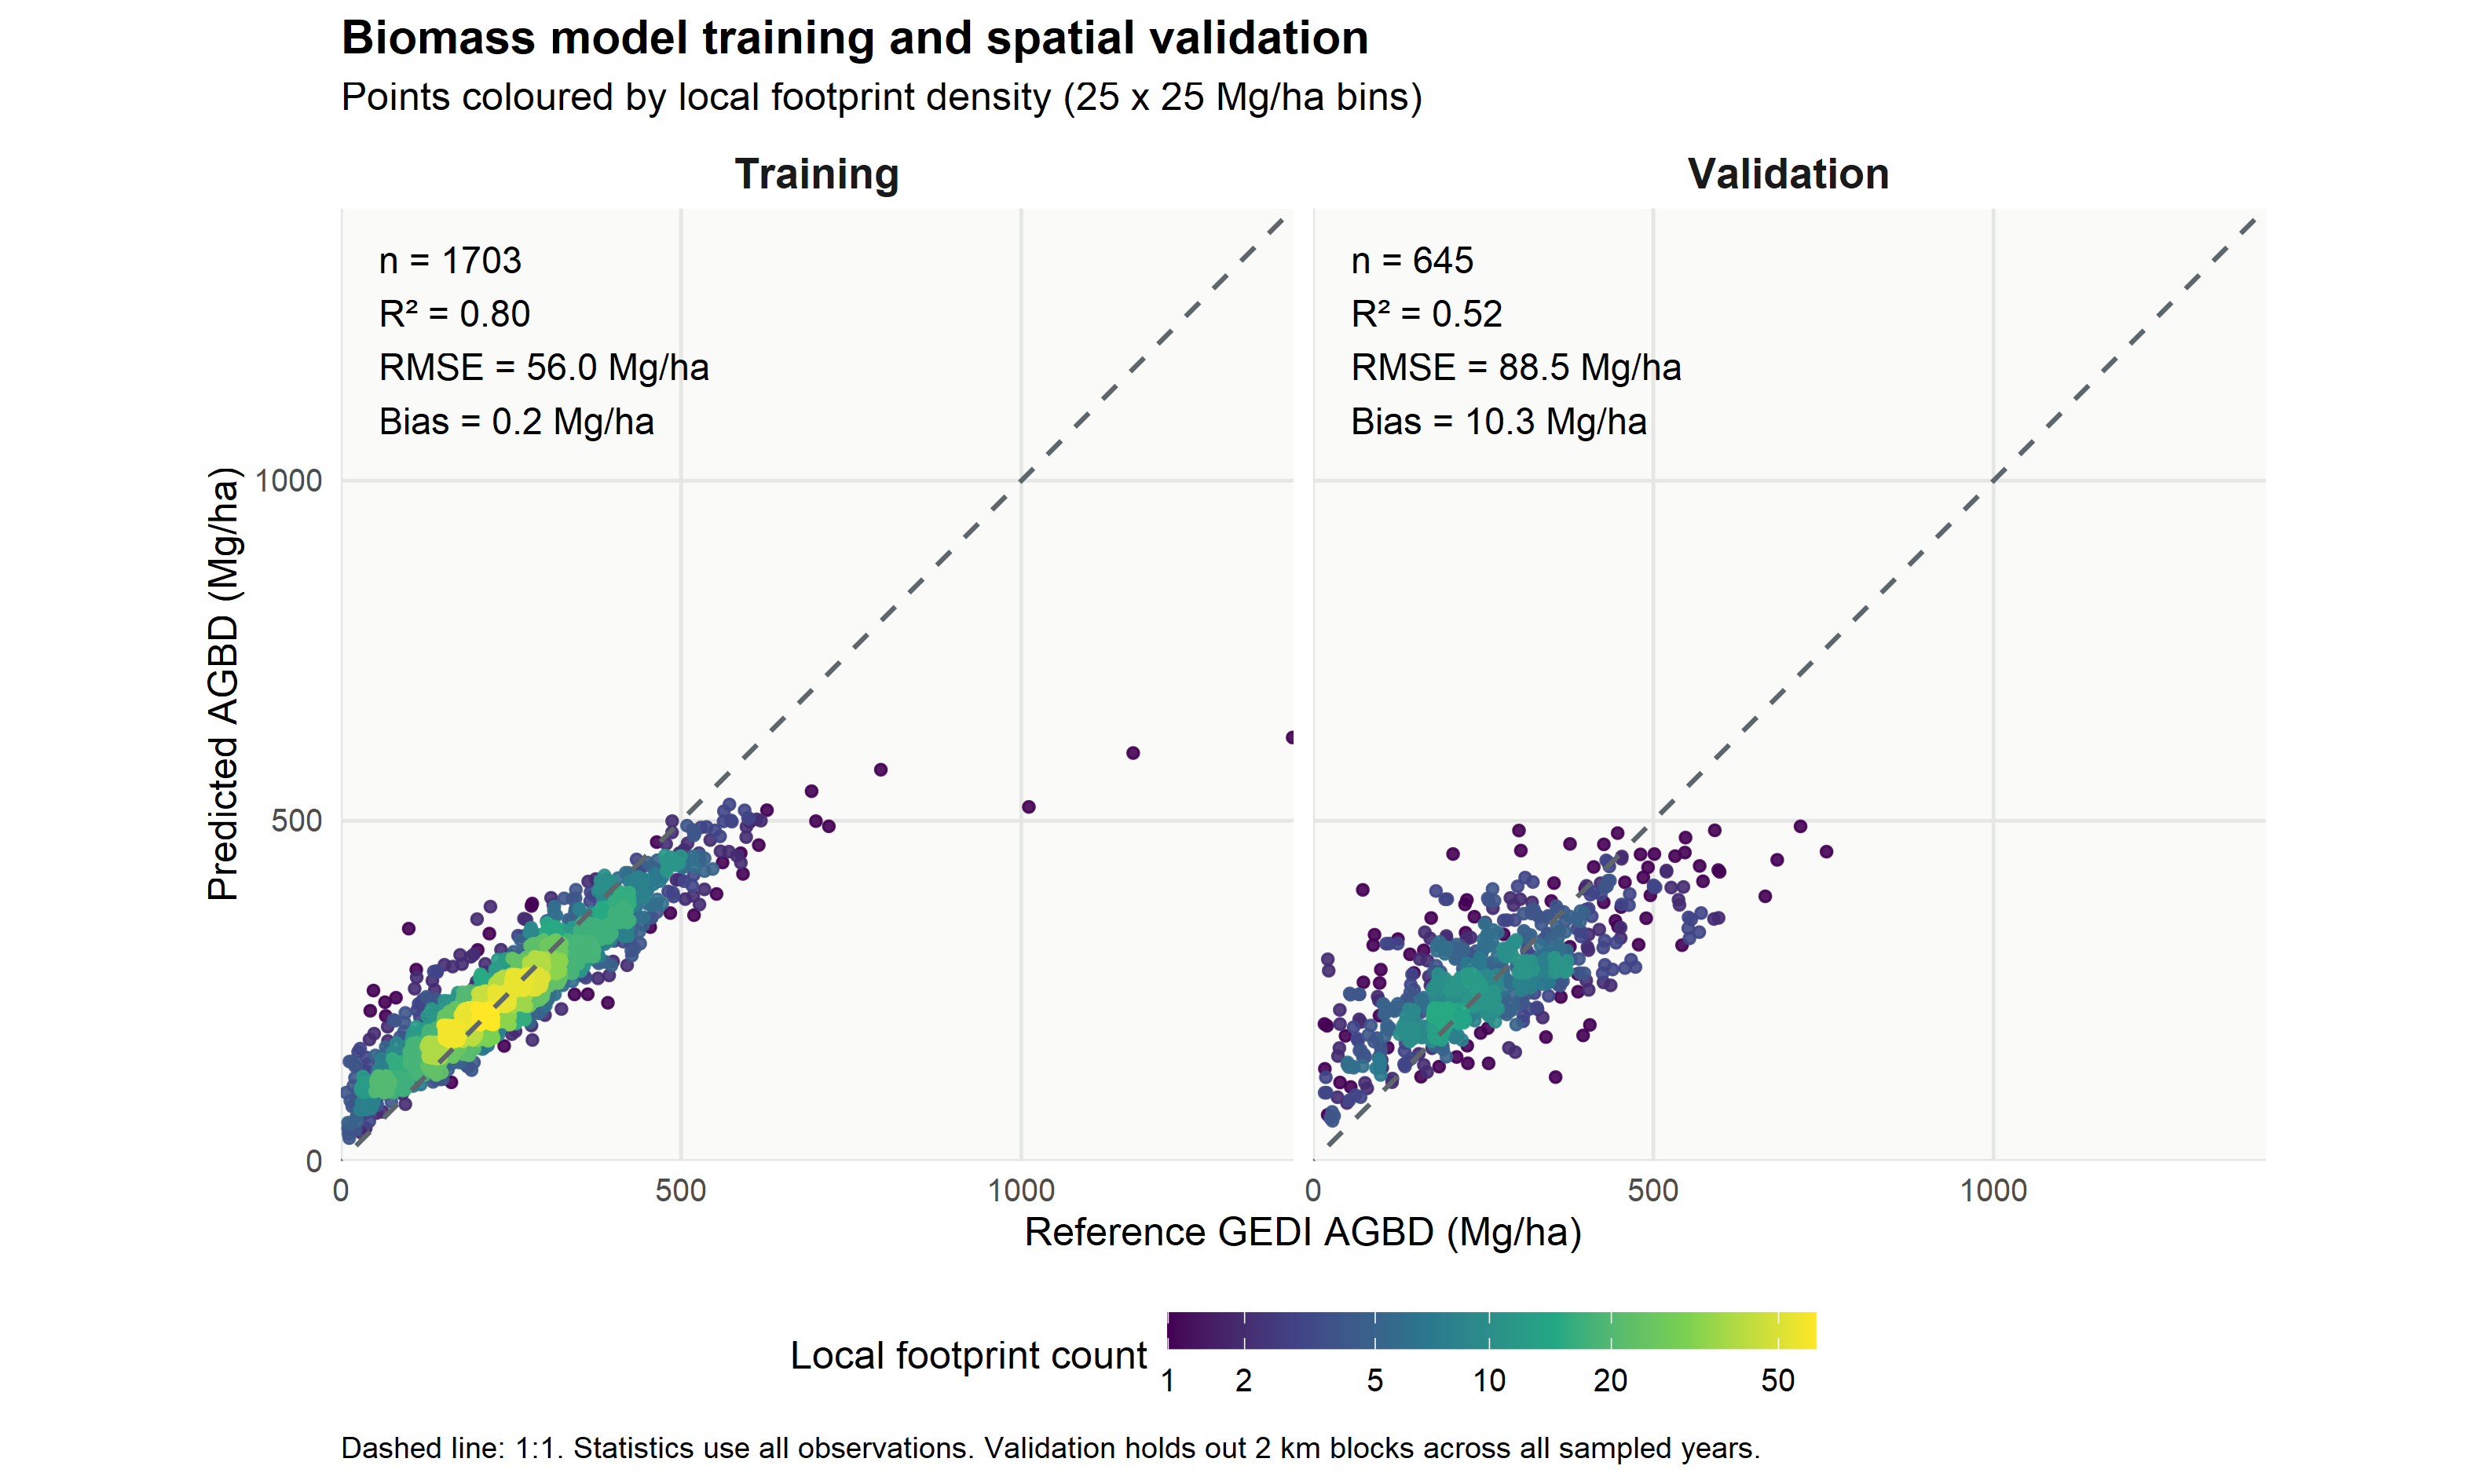 Biomass model training and spatial validation
Points coloured by local footprint density (25 x 25 Mg/ha bins)
Training
Validation
n = 1703
R² = 0.80
RMSE = 56.0 Mg/ha
Bias = 0.2 Mg/ha
n = 645
R² = 0.52
RMSE = 88.5 Mg/ha
Bias = 10.3 Mg/ha
Predicted AGBD (Mg/ha)
1000
500
0
0 500 1000
0 500 1000
Reference GEDI AGBD (Mg/ha)
Local footprint count
1 2 5 10 20 50
Dashed line: 1:1. Statistics use all observations. Validation holds out 2 km blocks across all sampled years.